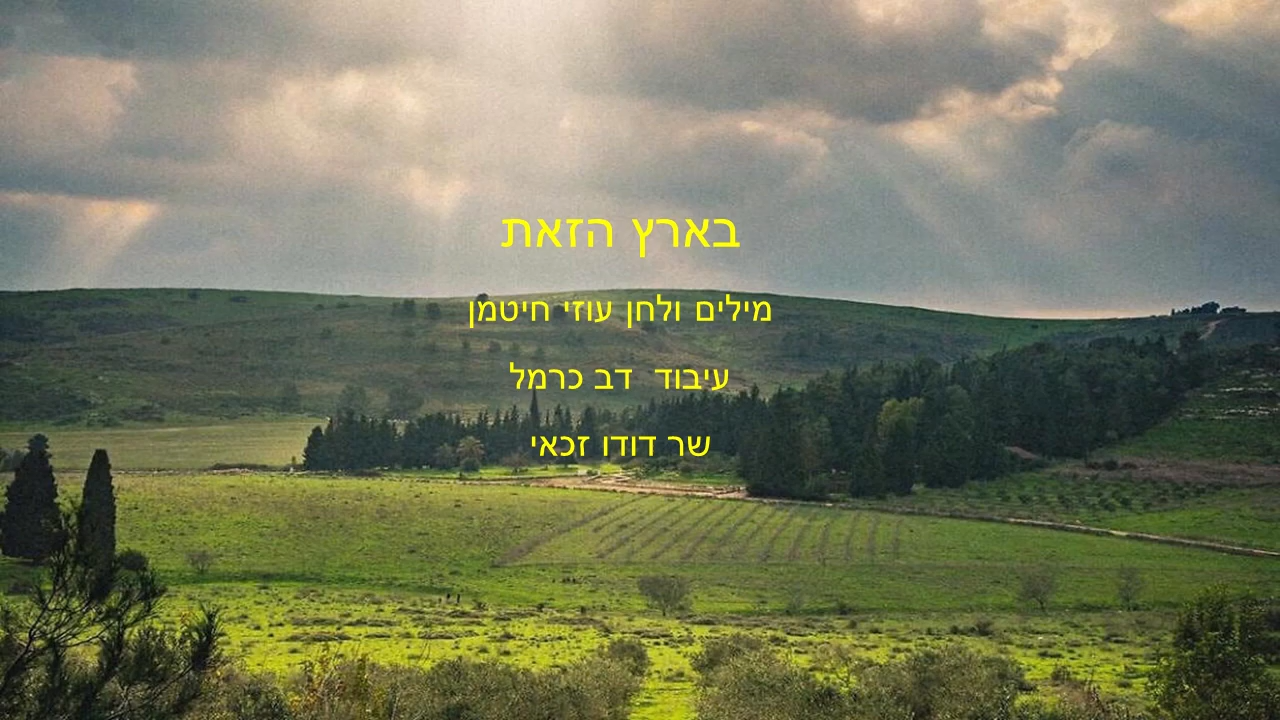 בארץ הזאת
מילים ולחן עוזי חיטמן
עיבוד  דב כרמל
שר דודו זכאי